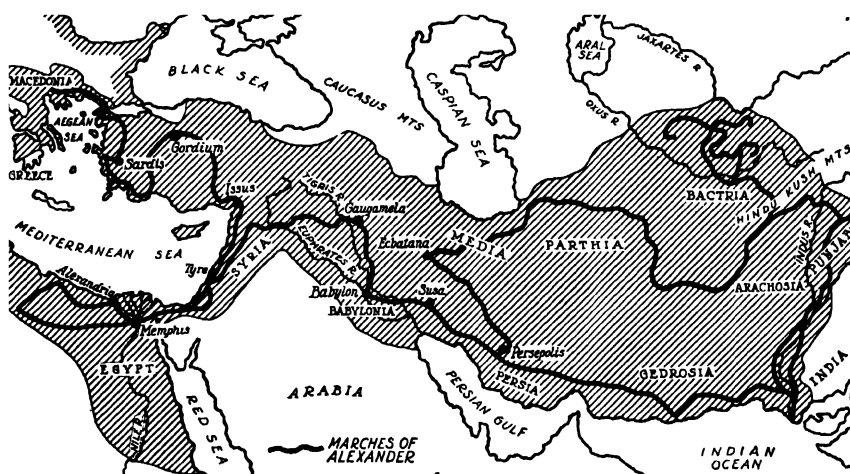 BLACK SEA
ARAL
SEA
JAXARTES R
MACEDONIA
CAUCASUS MTS
CASPIAN SEA
OXUS R.
AEGEAN
SEA
Gordium
Sardis
GREECE
Issus
TIGRIS R.
BACTRIA
HINDU KUSH MTS
Gaugamela
MEDITERRANEAN SEA
SYRIA
EUPHRATES R.
Ecbatana
MEDIA
PARTHIA
INDUS R.
PUNJAB
Tyre
Alexandria
Babylon
Susa
ARACHOSIA
BABYLONIA
Memphis
Persepolis
EGYPT
GEDROSIA
INDIA
ARABIA
PERSIA
PERSIAN GULF
RED SEA
NILE R.
MARCHES OF
ALEXANDER
INDIAN
OCEAN